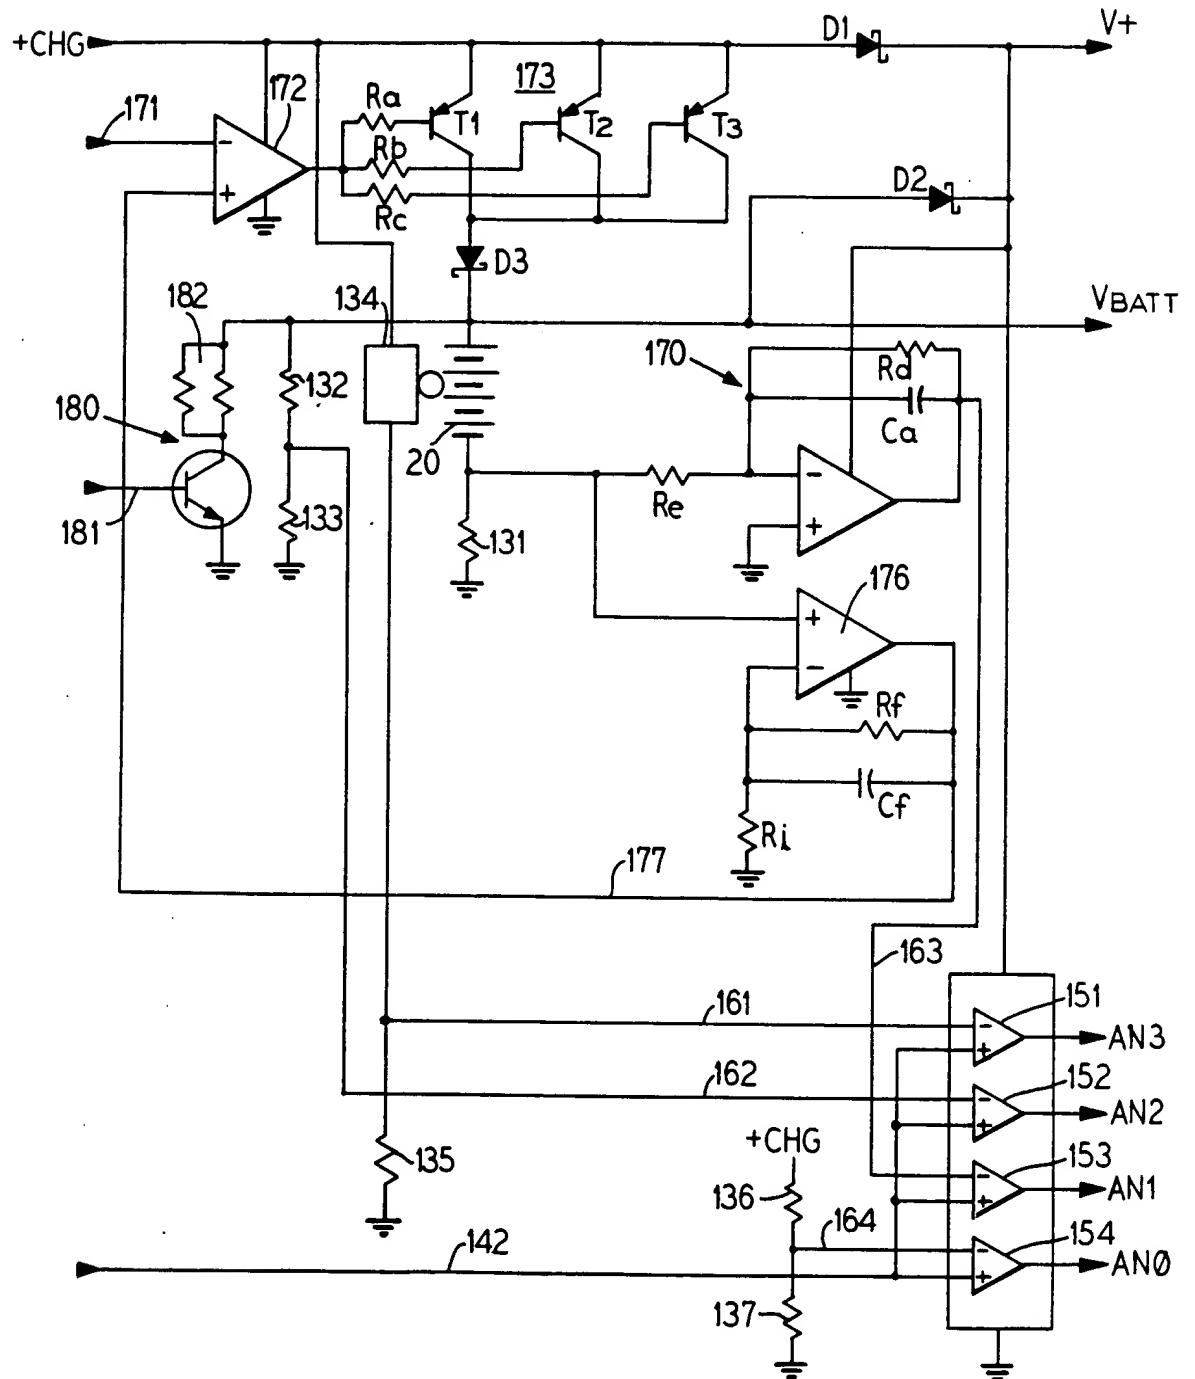 +CHG
D1
V+
171
172
173
Ra
Rb
Rc
T1
T2
T3
−
+
D2
D3
182
134
VBATT
170
Rd
Ca
180
132
20
181
133
131
Re
−
+
176
+
−
Rf
Cf
Ri
177
163
161
−
+
151
AN3
162
−
+
152
AN2
135
+CHG
136
−
+
153
AN1
142
164
−
+
154
ANØ
137